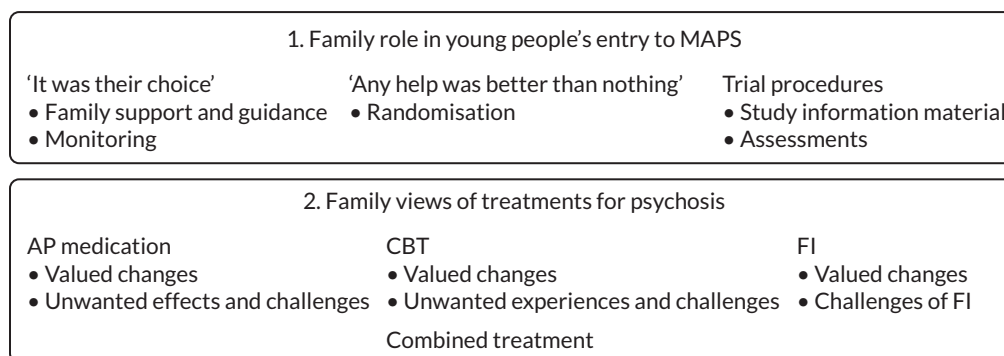 1. Family role in young people's entry to MAPS
‘It was their choice’
• Family support and guidance
• Monitoring
‘Any help was better than nothing’
• Randomisation
Trial procedures
• Study information material
• Assessments
2. Family views of treatments for psychosis
AP medication
• Valued changes
• Unwanted effects and challenges
CBT
• Valued changes
• Unwanted experiences and challenges
FI
• Valued changes
• Challenges of FI
Combined treatment